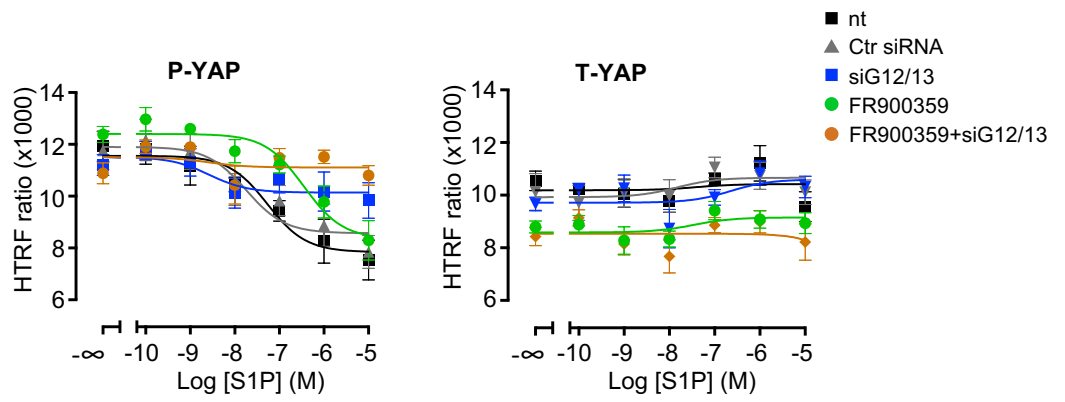 P-YAP
HTRF ratio (x1000)
14
12
10
8
6
-∞ -10 -9 -8 -7 -6 -5
Log [S1P] (M)
T-YAP
HTRF ratio (x1000)
14
12
10
8
6
-∞ -10 -9 -8 -7 -6 -5
Log [S1P] (M)
nt
Ctr siRNA
siG12/13
FR900359
FR900359+siG12/13